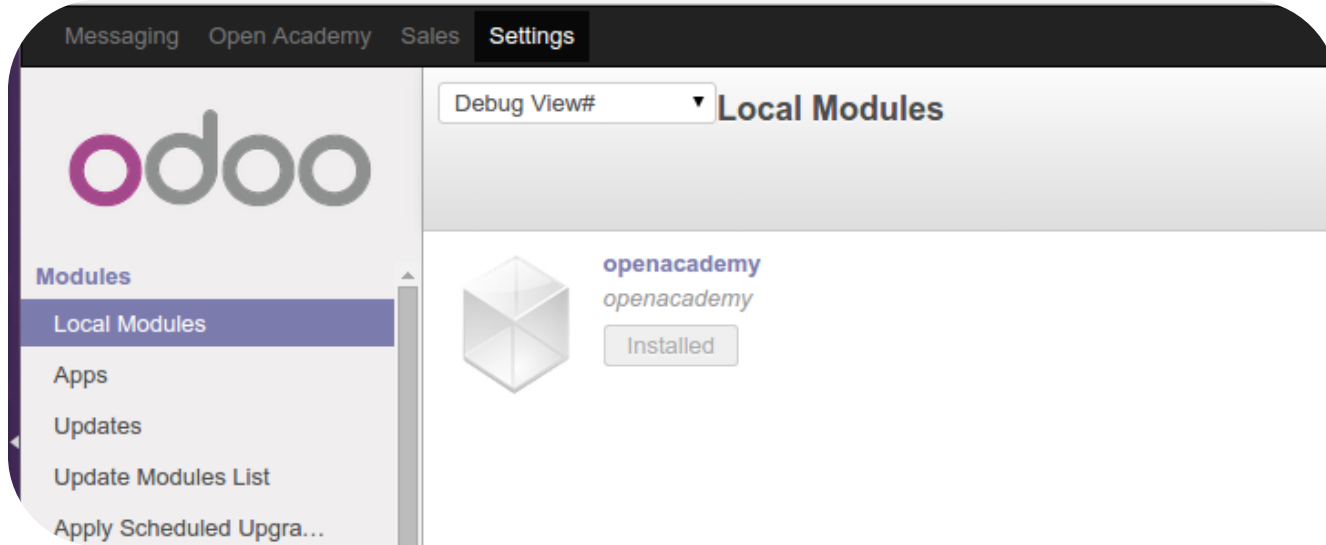 Messaging Open Academy Sales Settings
odoo
Debug View# Local Modules
Modules
Local Modules
Apps
Updates
Update Modules List
Apply Scheduled Upgra...
openacademy
openacademy
Installed